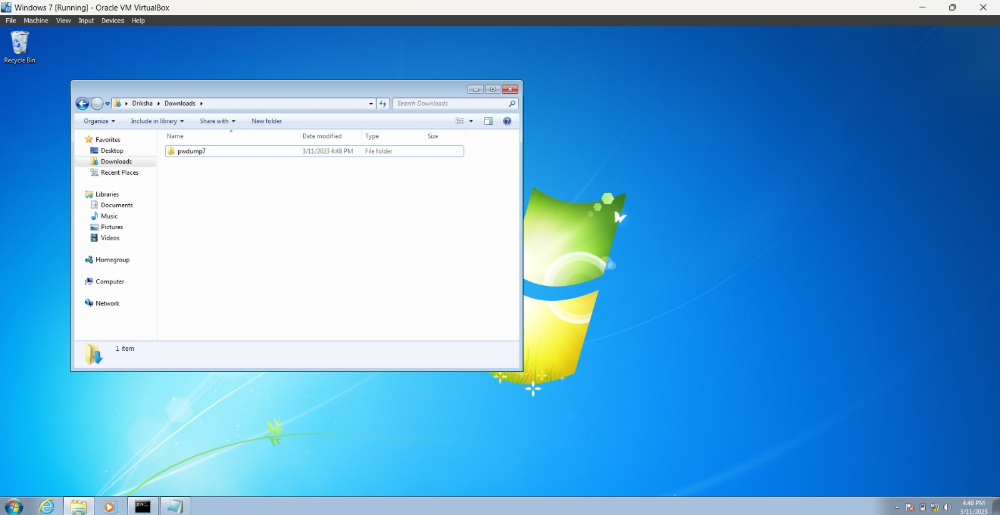 Windows 7 [Running] - Oracle VM VirtualBox
File Machine View Input Devices Help
Recycle Bin
Driksha Downloads
Search Downloads
Organize Include in library Share with New folder
Name Date modified Type Size
pwdump7 3/11/2023 4:48 PM File folder
Favorites
Desktop
Downloads
Recent Places
Libraries
Documents
Music
Pictures
Videos
Homegroup
Computer
Network
1 item
C:\
4:48 PM
3/11/2023